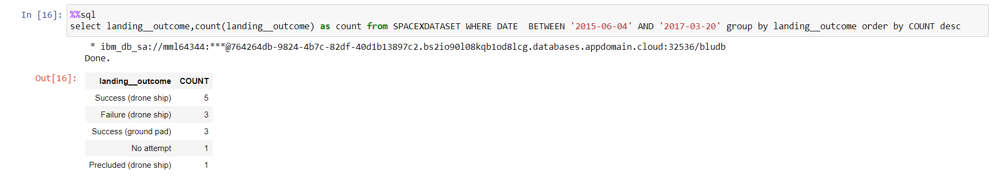 In [16]: %%sql
select landing__outcome,count(landing__outcome) as count from SPACEXDATASET WHERE DATE  BETWEEN '2015-06-04' AND '2017-03-20' group by landing__outcome order by COUNT desc
* ibm_db_sa://mml64344:***@764264db-9824-4b7c-82df-40d1b13897c2.bs2io90l08kqb1od8lcg.databases.appdomain.cloud:32536/bludb
Done.
Out[16]:
landing__outcome COUNT
Success (drone ship) 5
Failure (drone ship) 3
Success (ground pad) 3
No attempt 1
Precluded (drone ship) 1